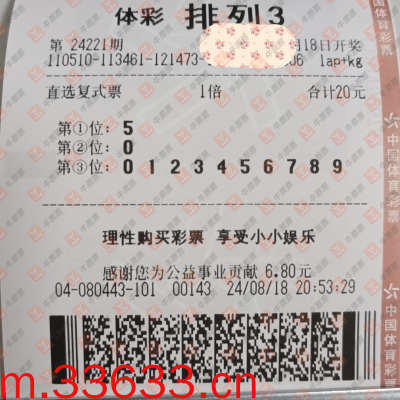 体彩 排列3
第 24221期 月18日开奖
110510-113461-121473- 06 1ap+kg
直选复式票 1倍 合计20元
第①位: 5
第②位: 0
第③位: 0 1 2 3 4 5 6 7 8 9
理性购买彩票 享受小小娱乐
感谢您为公益事业贡献 6.80元
04-080443-101 00143 24/08/18 20:53:29
m.33633.cn
中国体育彩票
中国体育彩票